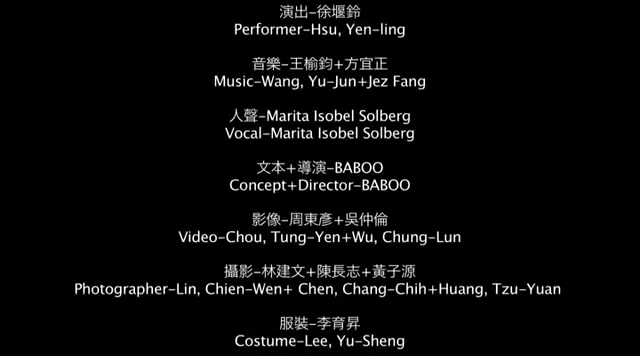 演出-徐堰鈴
Performer-Hsu, Yen-ling
音樂-王榆鈞+方宜正
Music-Wang, Yu-Jun+Jez Fang
人聲-Marita Isobel Solberg
Vocal-Marita Isobel Solberg
文本+導演-BABOO
Concept+Director-BABOO
影像-周東彥+吳仲倫
Video-Chou, Tung-Yen+Wu, Chung-Lun
攝影-林建文+陳長志+黃子源
Photographer-Lin, Chien-Wen+ Chen, Chang-Chih+Huang, Tzu-Yuan
服裝-李育昇
Costume-Lee, Yu-Sheng